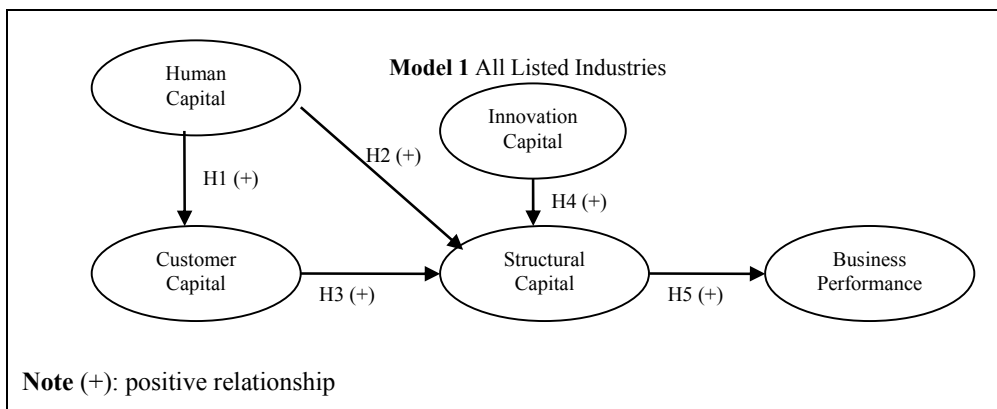 Model 1 All Listed Industries
Human
Capital
Innovation
Capital
H2 (+)
H1 (+)
H4 (+)
Customer
Capital
Structural
Capital
Business
Performance
H3 (+)
H5 (+)
Note (+): positive relationship